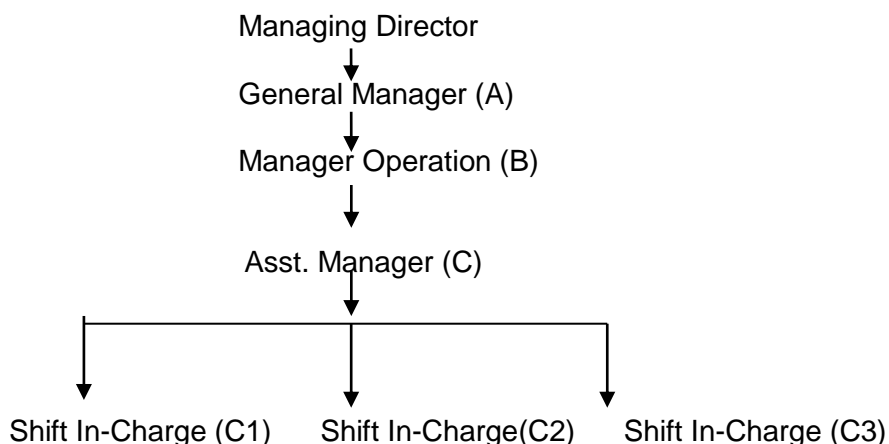 Managing Director
General Manager (A)
Manager Operation (B)
Asst. Manager (C)
Shift In-Charge (C1) Shift In-Charge(C2) Shift In-Charge (C3)